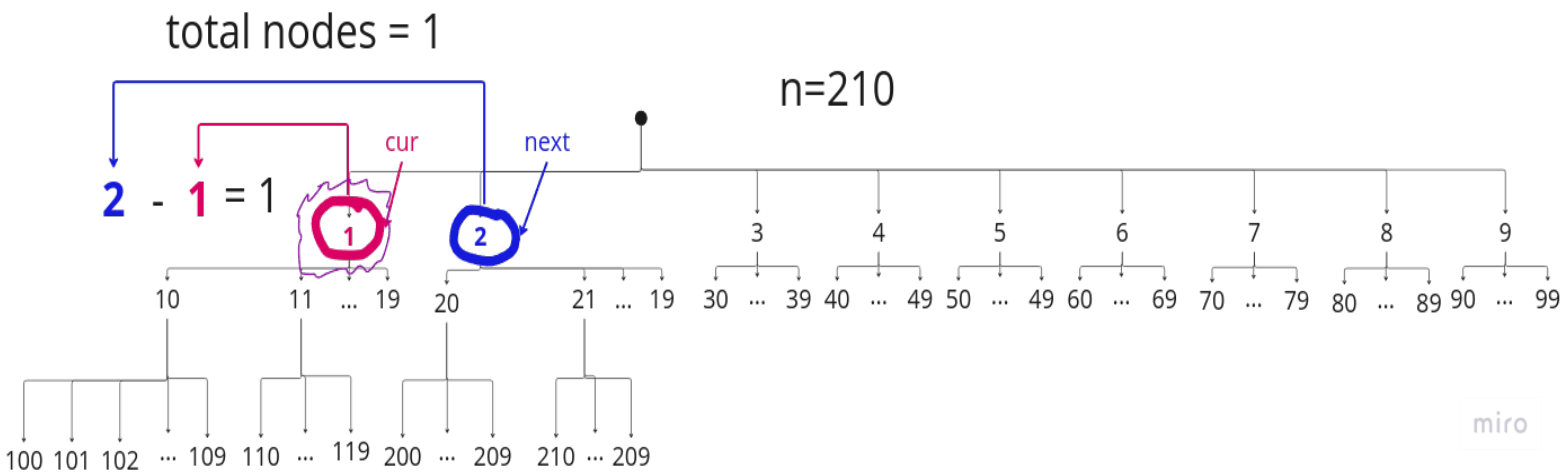 total nodes = 1
n=210
cur next
2 - 1 = 1
1 2 3 4 5 6 7 8 9
10 11 ... 19 20 21 ... 19 30 ... 39 40 ... 49 50 ... 49 60 ... 69 70 ... 79 80 ... 89 90 ... 99
100 101 102 ... 109 110 ... 119 200 ... 209 210 ... 209
miro